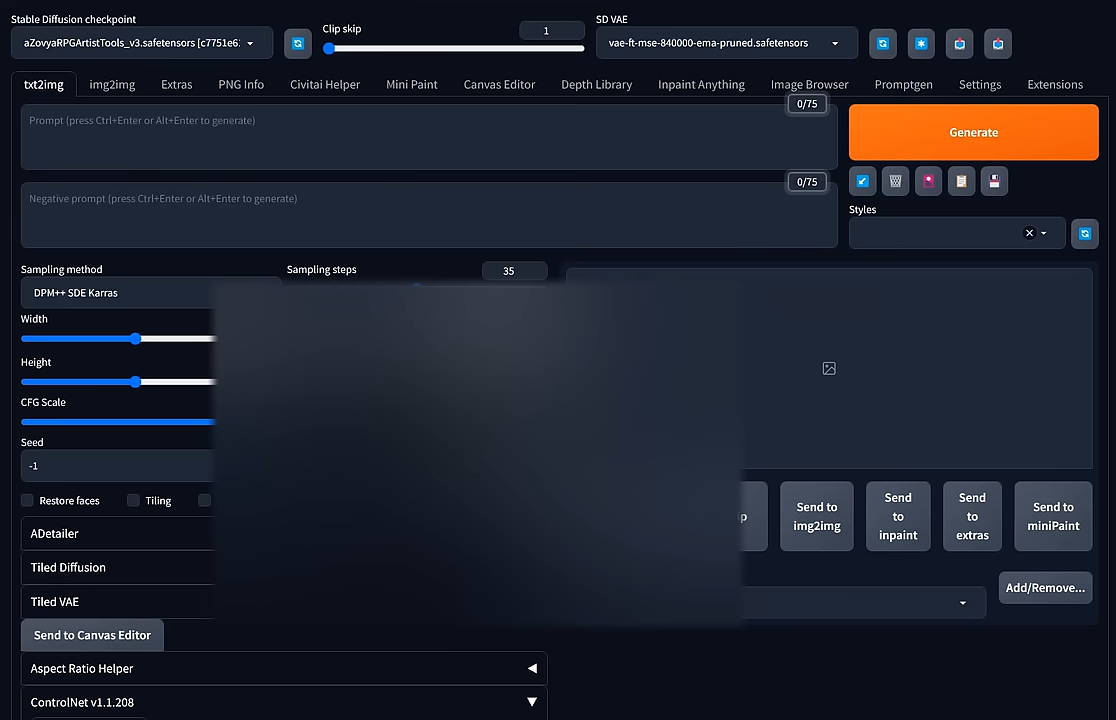 Stable Diffusion checkpoint
aZovyaRPGArtistTools_v3.safetensors [c7751e6
Clip skip
1
SD VAE
vae-ft-mse-840000-ema-pruned.safetensors
txt2img img2img Extras PNG Info Civitai Helper Mini Paint Canvas Editor Depth Library Inpaint Anything Image Browser Promptgen Settings Extensions
Prompt (press Ctrl+Enter or Alt+Enter to generate)
0/75
Generate
Negative prompt (press Ctrl+Enter or Alt+Enter to generate)
0/75
Styles
Sampling method
DPM++ SDE Karras
Sampling steps
35
Width
Height
CFG Scale
Seed
-1
Restore faces
Tiling
ADetailer
Tiled Diffusion
Tiled VAE
Send to Canvas Editor
Aspect Ratio Helper
ControlNet v1.1.208
Send to
img2img
Send
to
inpaint
Send
to
extras
Send to
miniPaint
Add/Remove...